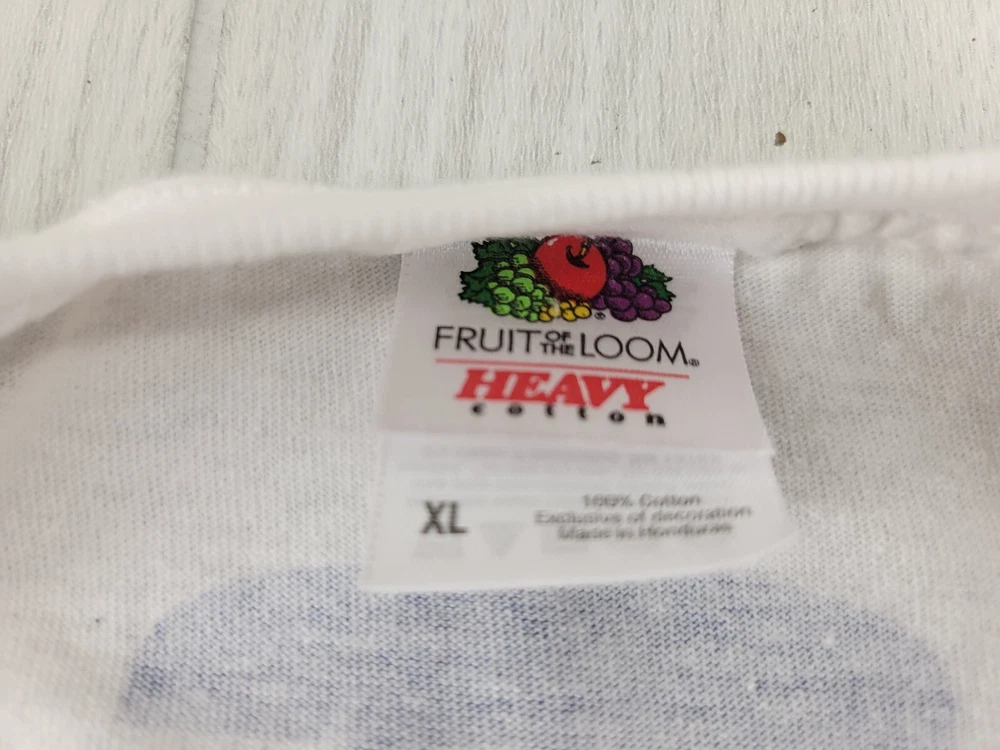 FRUIT OF THE LOOM®
HEAVY
cotton
XL
100% Cotton
Exclusive of decoration
Made in Honduras